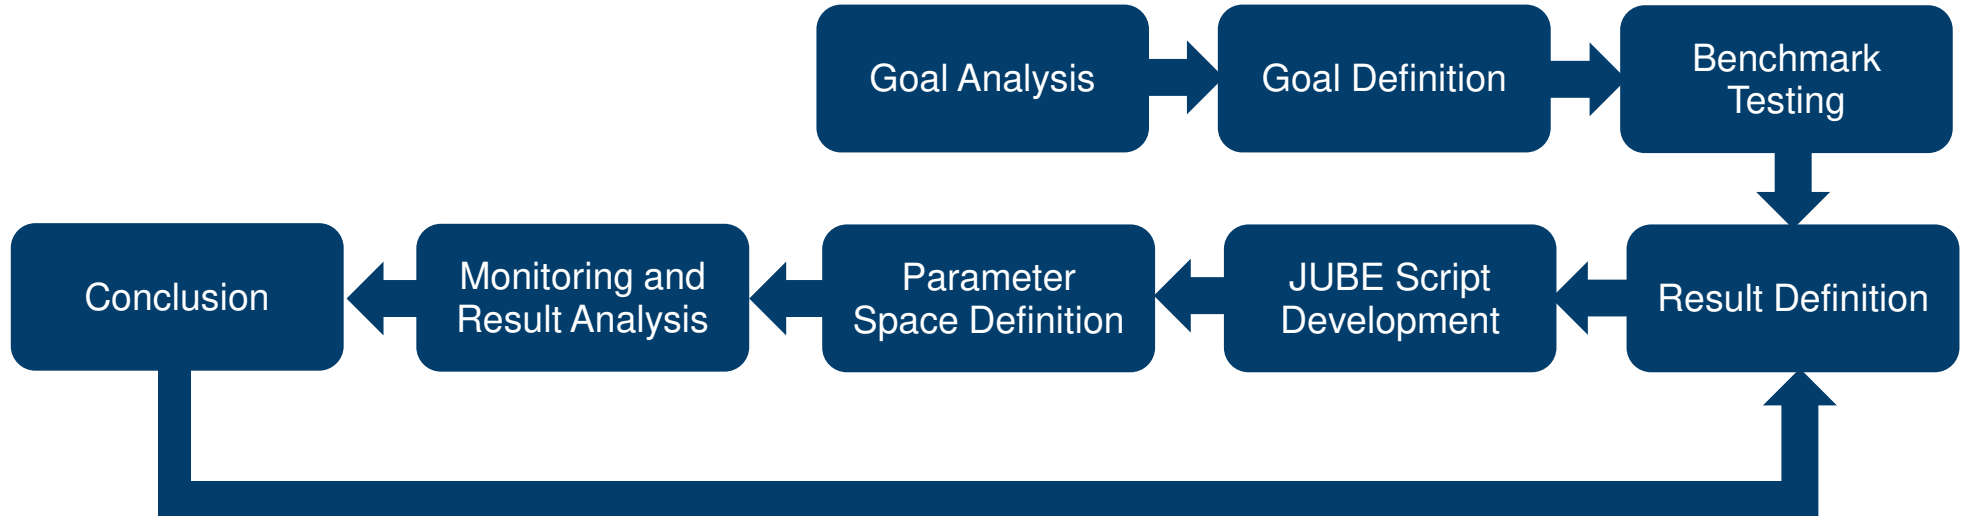 Goal Analysis
Goal Definition
Benchmark
Testing
Conclusion
Monitoring and
Result Analysis
Parameter
Space Definition
JUBE Script
Development
Result Definition